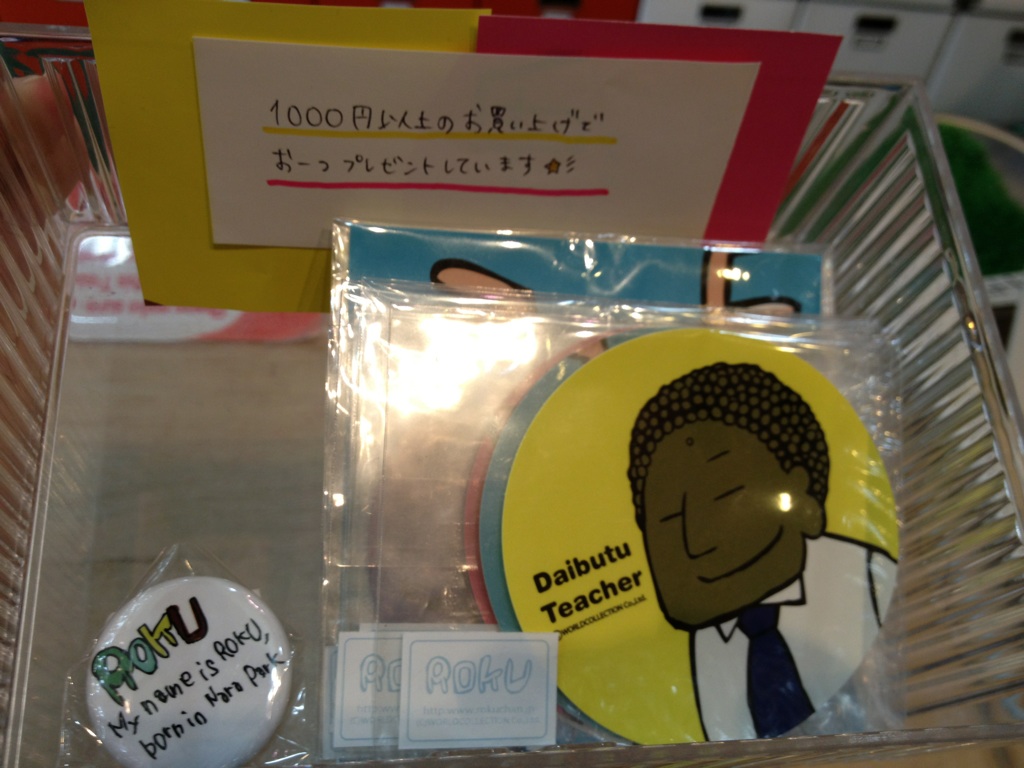 1000円以上のお買い上げで
お一つプレゼントしています
Daibutu
Teacher
ROKU
My name is ROKU,
born in Nara Park
ROKU